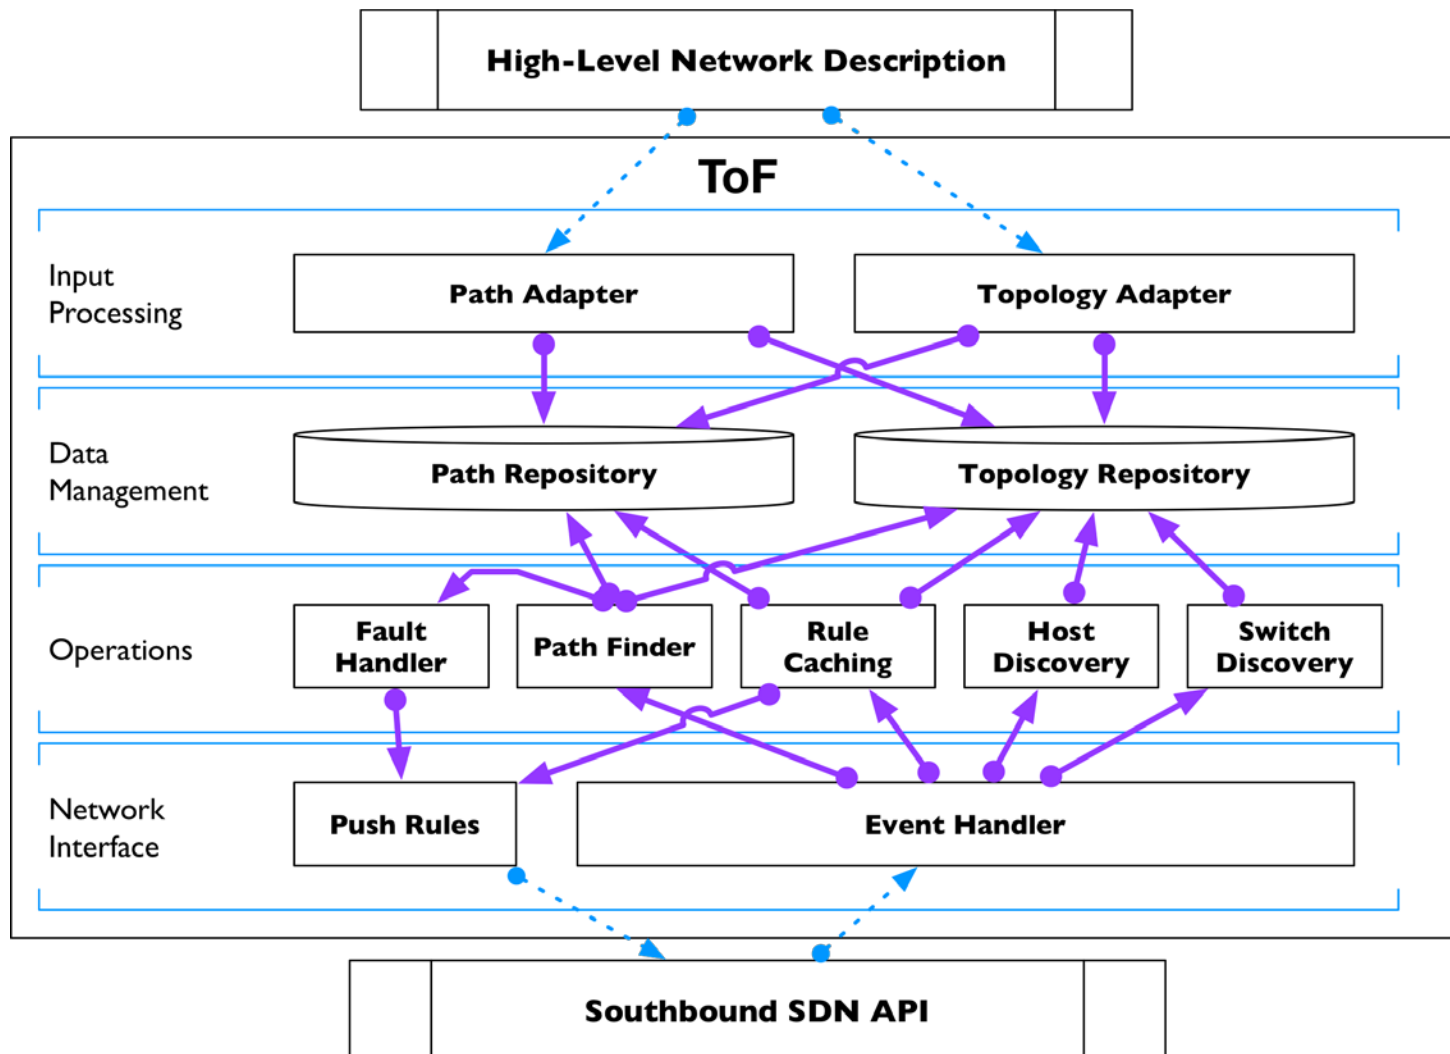 High-Level Network Description
ToF
Input
Processing
Path Adapter
Topology Adapter
Data
Management
Path Repository
Topology Repository
Operations
Fault
Handler
Path Finder
Rule
Caching
Host
Discovery
Switch
Discovery
Network
Interface
Push Rules
Event Handler
Southbound SDN API